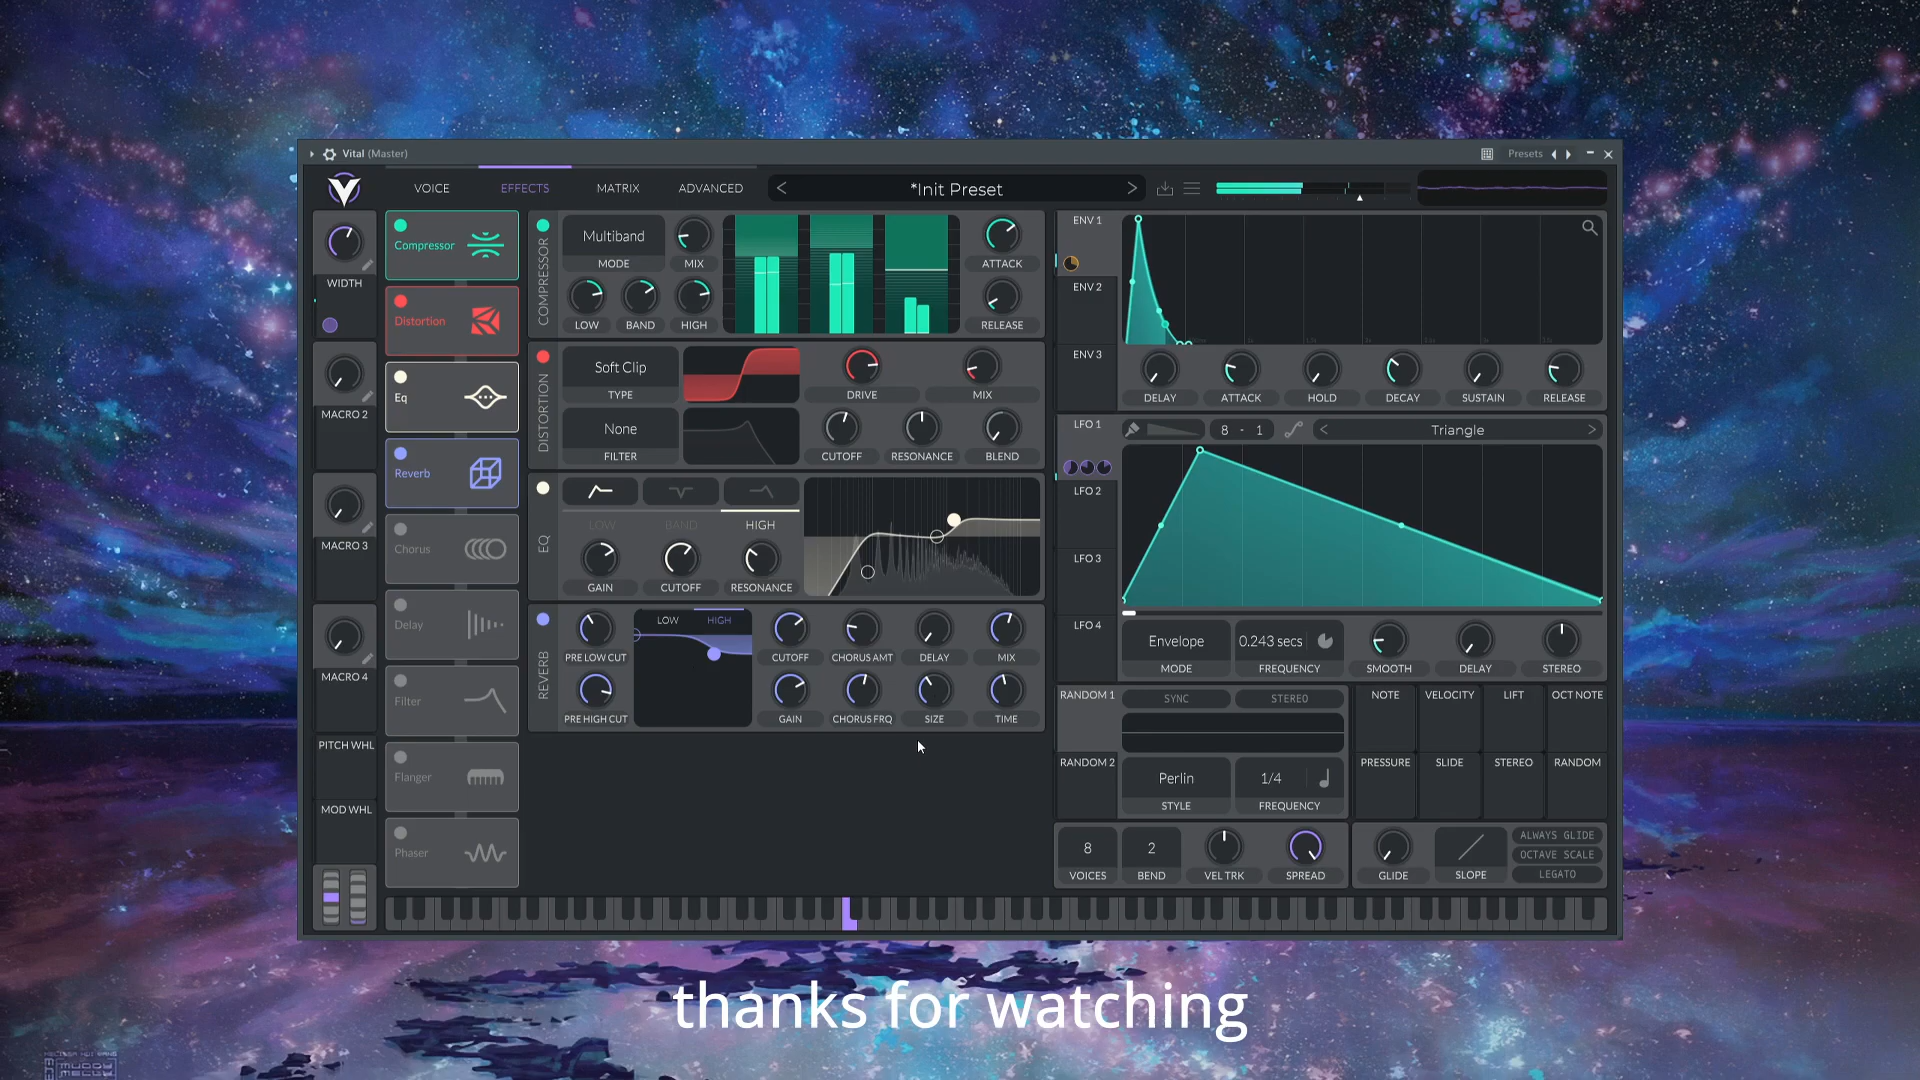 Vital (Master)
Presets
VOICE
EFFECTS
MATRIX
ADVANCED
*Init Preset
WIDTH
MACRO 2
MACRO 3
MACRO 4
PITCH WHL
MOD WHL
Compressor
Distortion
Eq
Reverb
Chorus
Delay
Filter
Flanger
Phaser
COMPRESSOR
Multiband
MODE
MIX
LOW
BAND
HIGH
ATTACK
RELEASE
DISTORTION
Soft Clip
TYPE
None
FILTER
DRIVE
MIX
CUTOFF
RESONANCE
BLEND
EQ
LOW
BAND
HIGH
GAIN
CUTOFF
RESONANCE
REVERB
PRE LOW CUT
PRE HIGH CUT
LOW
HIGH
CUTOFF
CHORUS AMT
DELAY
MIX
GAIN
CHORUS FRQ
SIZE
TIME
ENV 1
ENV 2
ENV 3
DELAY
ATTACK
HOLD
DECAY
SUSTAIN
RELEASE
LFO 1
LFO 2
LFO 3
LFO 4
8 - 1
Triangle
Envelope
MODE
0.243 secs
FREQUENCY
SMOOTH
DELAY
STEREO
RANDOM 1
RANDOM 2
SYNC
STEREO
Perlin
STYLE
1/4
FREQUENCY
NOTE
VELOCITY
LIFT
OCT NOTE
PRESSURE
SLIDE
STEREO
RANDOM
8
VOICES
2
BEND
VEL TRK
SPREAD
GLIDE
SLOPE
ALWAYS GLIDE
OCTAVE SCALE
LEGATO
thanks for watching